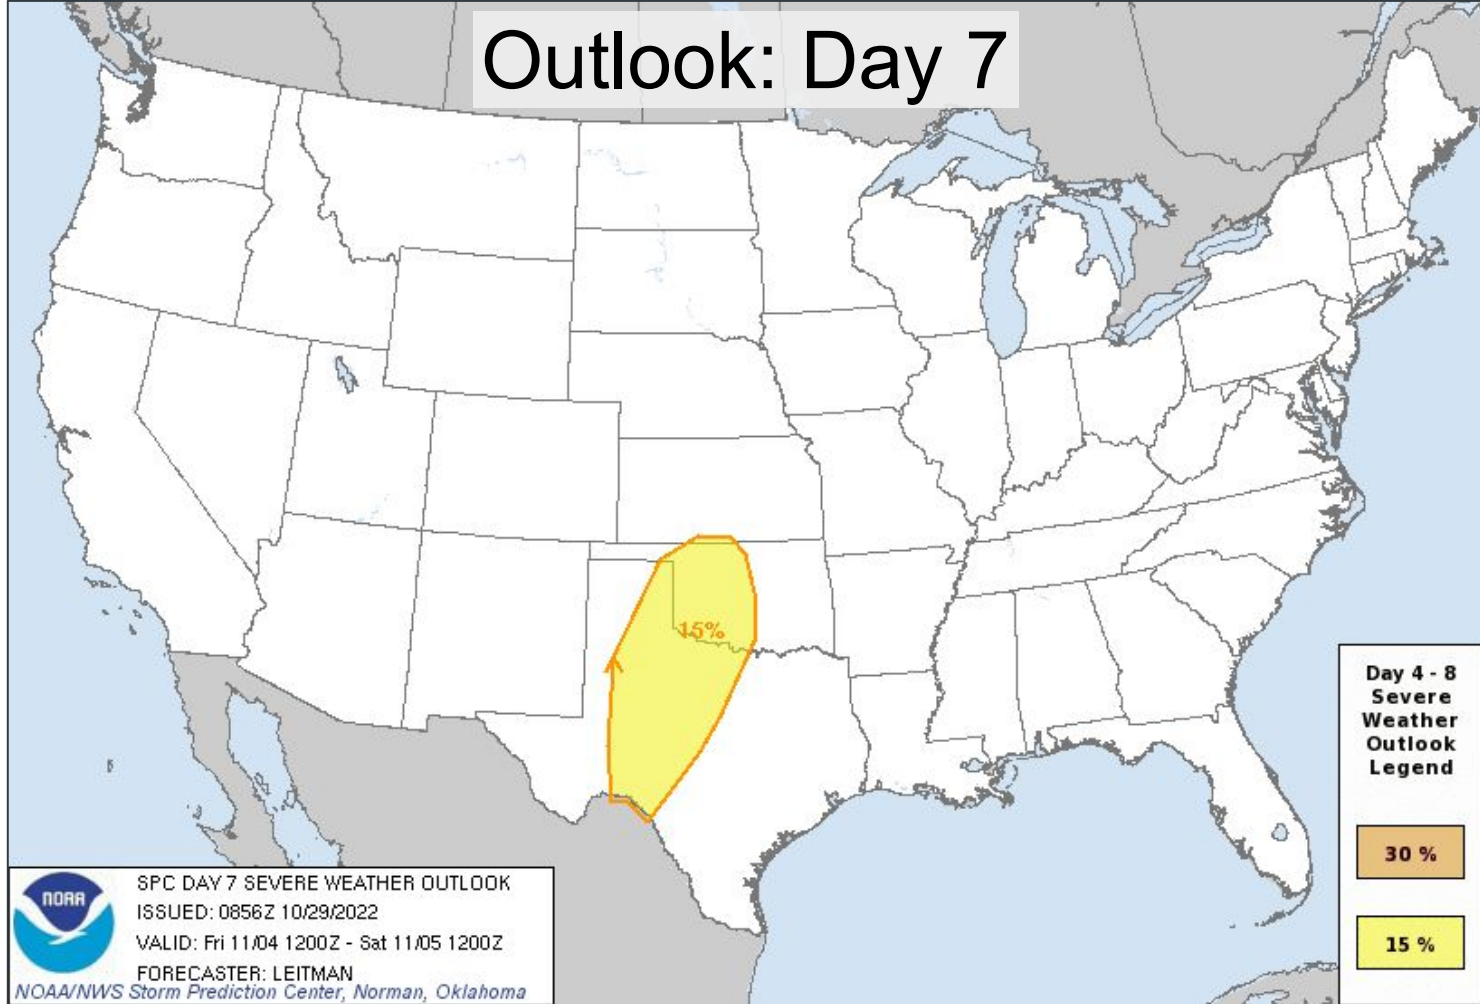 Outlook: Day 7
15%
Day 4 - 8
Severe
Weather
Outlook
Legend
30 %
15 %
NOAA
SPC DAY 7 SEVERE WEATHER OUTLOOK
ISSUED: 0856Z 10/29/2022
VALID: Fri 11/04 1200Z - Sat 11/05 1200Z
FORECASTER: LEITMAN
NOAA/NWS Storm Prediction Center, Norman, Oklahoma